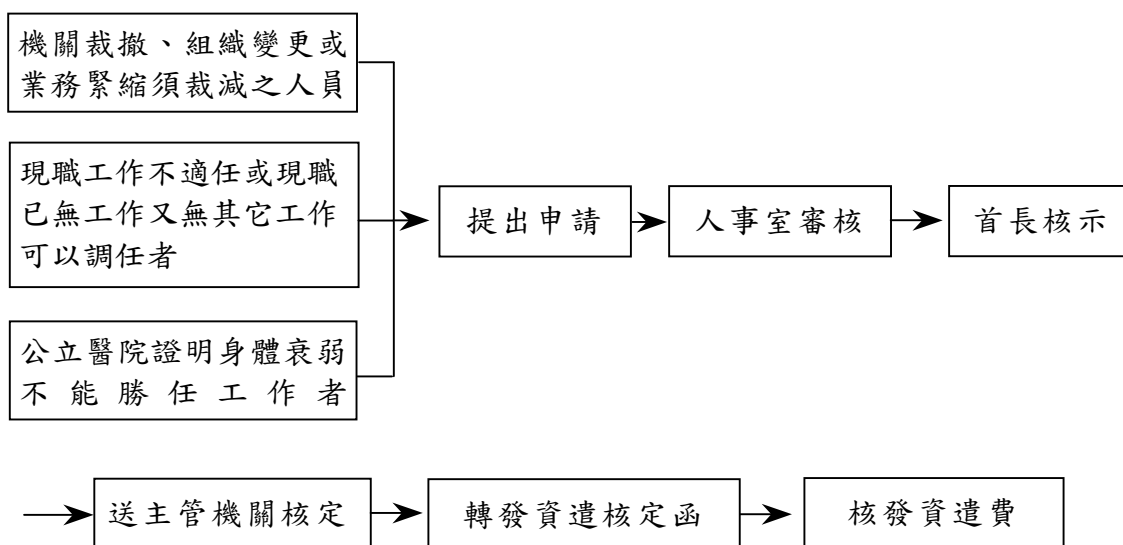 機關裁撤、組織變更或
業務緊縮須裁減之人員
現職工作不適任或現職
已無工作又無其它工作
可以調任者
公立醫院證明身體衰弱
不能勝任工作者
提出申請
人事室審核
首長核示
送主管機關核定
轉發資遣核定函
核發資遣費